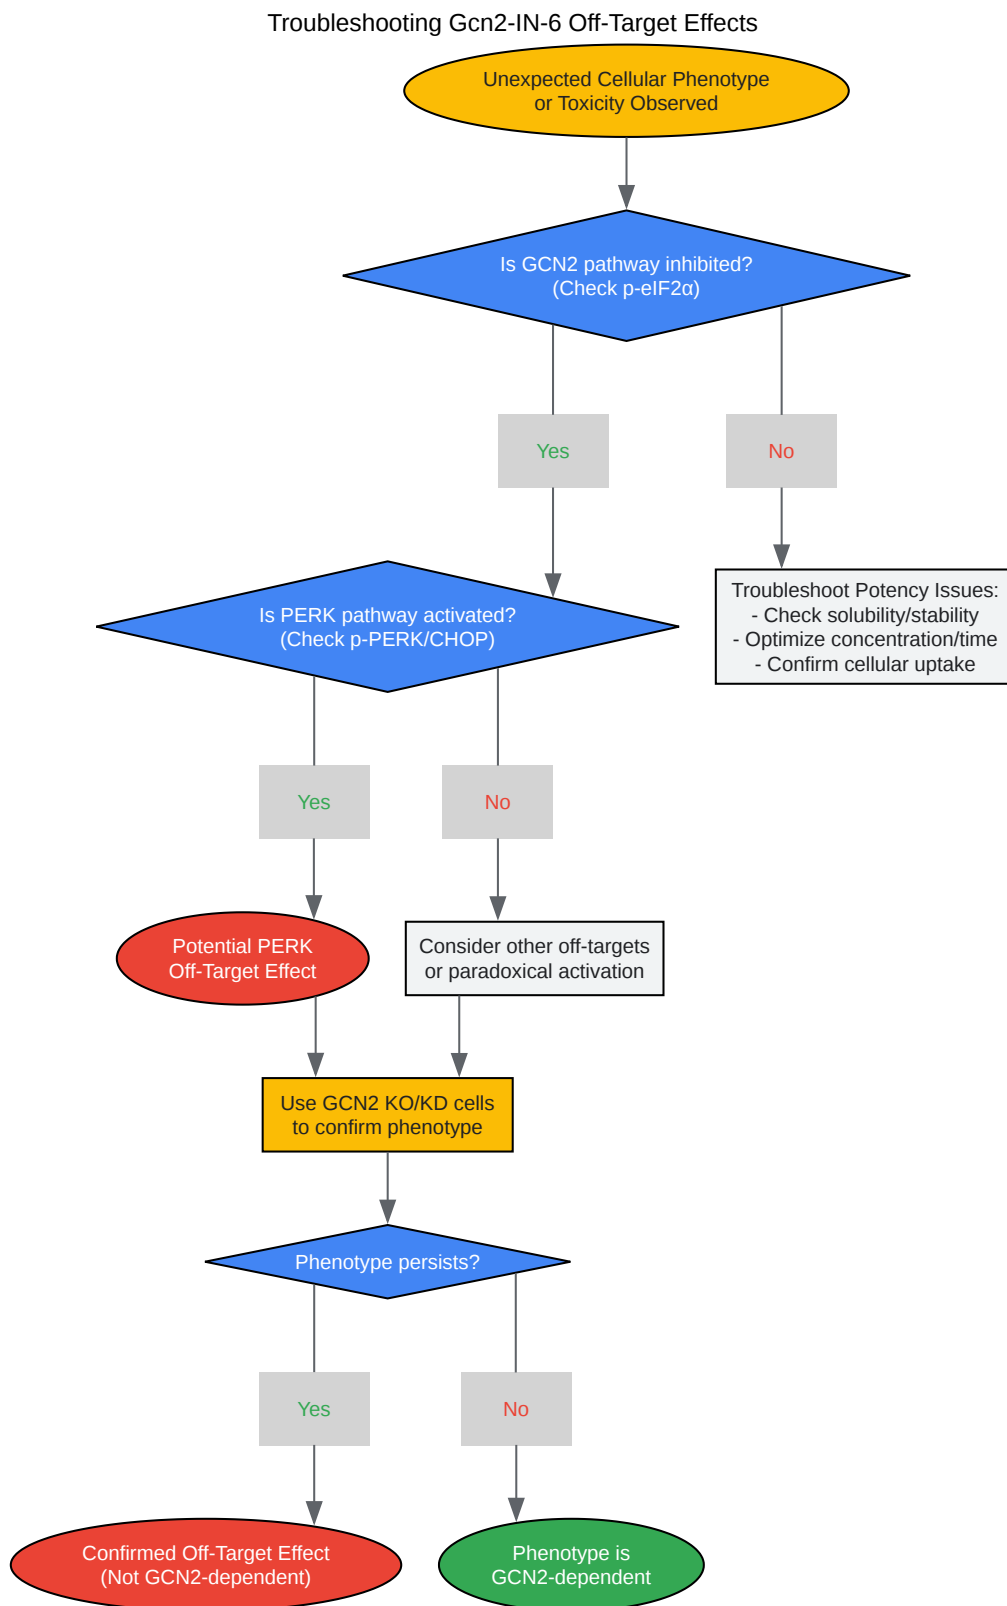 Troubleshooting Gcn2-IN-6 Off-Target Effects
Unexpected Cellular Phenotype
or Toxicity Observed
Is GCN2 pathway inhibited?
(Check p-eIF2α)
Yes
No
Troubleshoot Potency Issues:
- Check solubility/stability
- Optimize concentration/time
- Confirm cellular uptake
Is PERK pathway activated?
(Check p-PERK/CHOP)
Yes
No
Potential PERK
Off-Target Effect
Consider other off-targets
or paradoxical activation
Use GCN2 KO/KD cells
to confirm phenotype
Phenotype persists?
Yes
No
Confirmed Off-Target Effect
(Not GCN2-dependent)
Phenotype is
GCN2-dependent